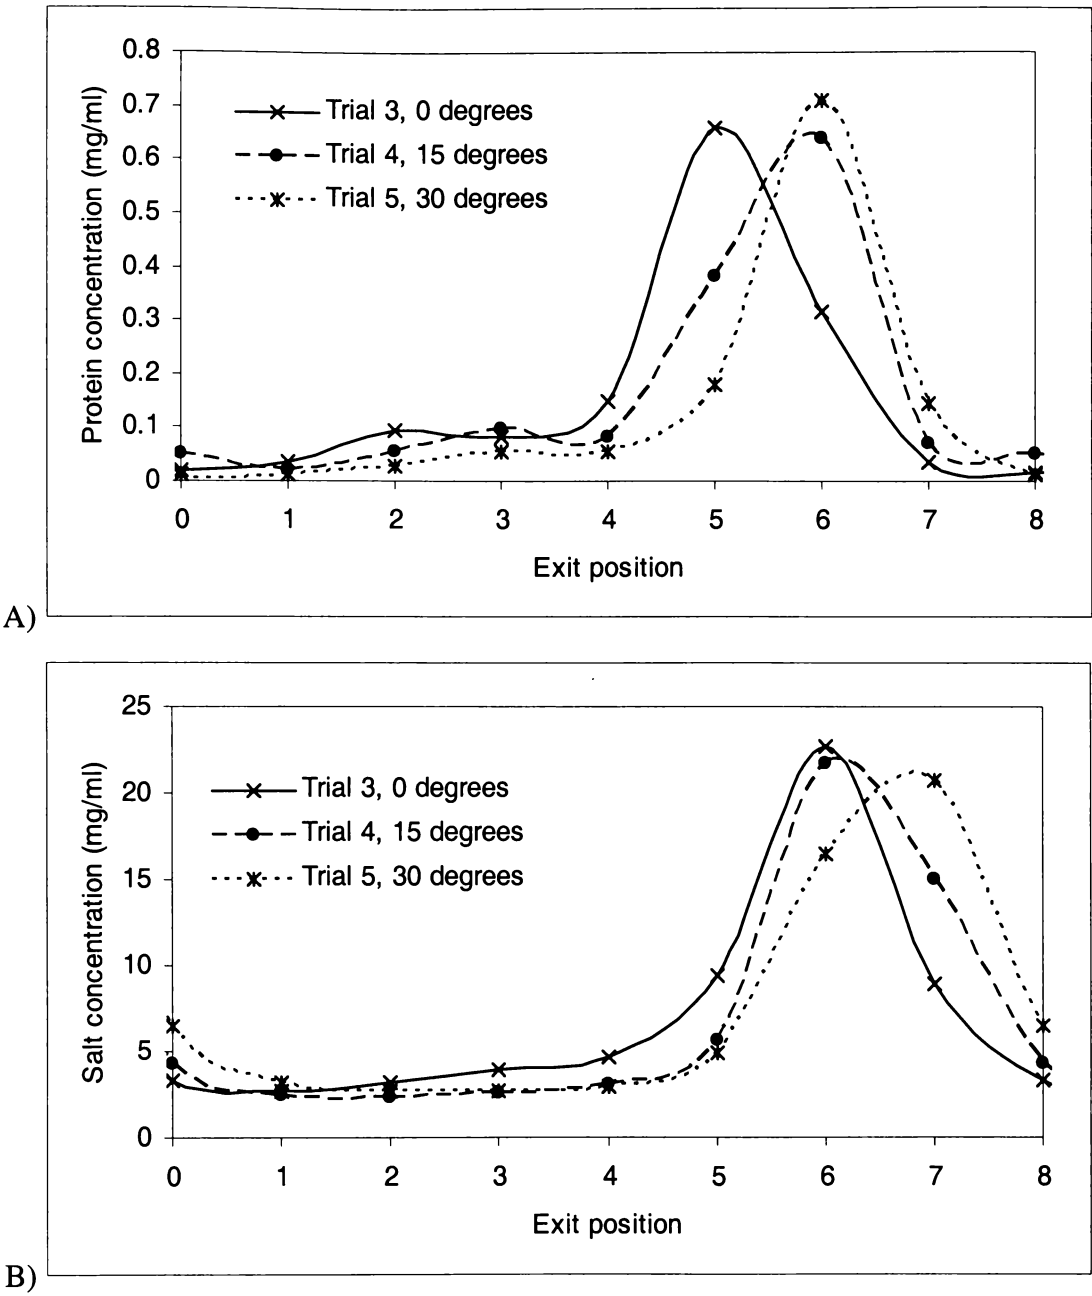 0.8
0.7
0.6
0.5
0.4
0.3
0.2
0.1
0
Protein concentration (mg/ml)
Trial 3, 0 degrees
Trial 4, 15 degrees
Trial 5, 30 degrees
0 1 2 3 4 5 6 7 8
Exit position
A)
25
20
15
10
5
0
Salt concentration (mg/ml)
Trial 3, 0 degrees
Trial 4, 15 degrees
Trial 5, 30 degrees
0 1 2 3 4 5 6 7 8
Exit position
B)